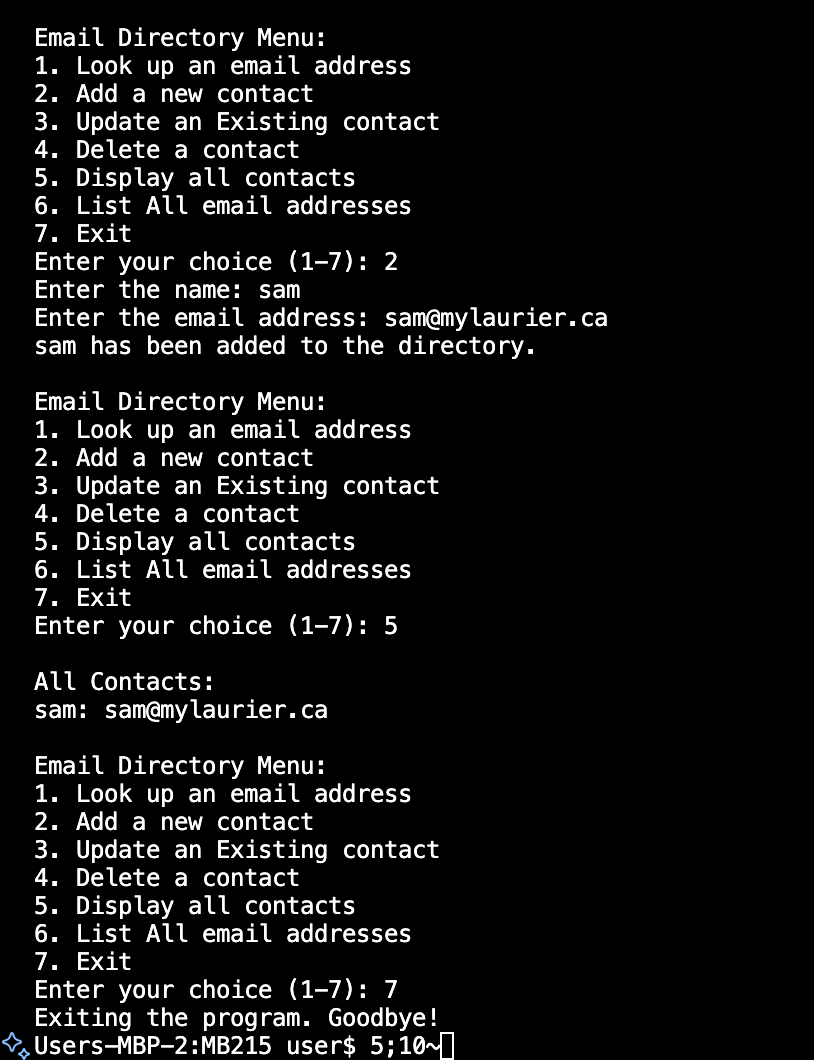 Email Directory Menu:
1. Look up an email address
2. Add a new contact
3. Update an Existing contact
4. Delete a contact
5. Display all contacts
6. List All email addresses
7. Exit
Enter your choice (1-7): 2
Enter the name: sam
Enter the email address: sam@mylaurier.ca
sam has been added to the directory.

Email Directory Menu:
1. Look up an email address
2. Add a new contact
3. Update an Existing contact
4. Delete a contact
5. Display all contacts
6. List All email addresses
7. Exit
Enter your choice (1-7): 5

All Contacts:
sam: sam@mylaurier.ca

Email Directory Menu:
1. Look up an email address
2. Add a new contact
3. Update an Existing contact
4. Delete a contact
5. Display all contacts
6. List All email addresses
7. Exit
Enter your choice (1-7): 7
Exiting the program. Goodbye!
Users-MBP-2:MB215 user$ 5;10~